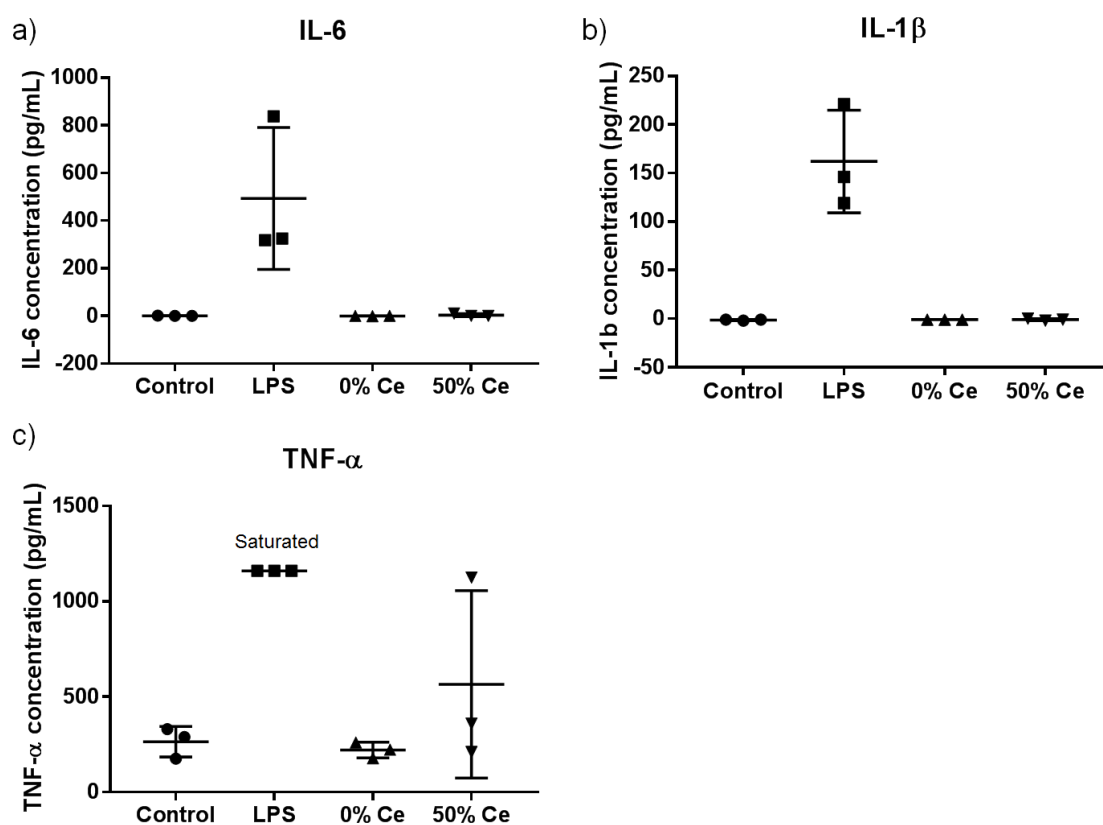 a)
IL-6
IL-6 concentration (pg/mL)
1000
800
600
400
200
0
-200
Control LPS 0% Ce 50% Ce
b)
IL-1β
IL-1b concentration (pg/mL)
250
200
150
100
50
0
-50
Control LPS 0% Ce 50% Ce
c)
TNF-α
TNF-α concentration (pg/mL)
1500
1000
500
0
Saturated
Control LPS 0% Ce 50% Ce